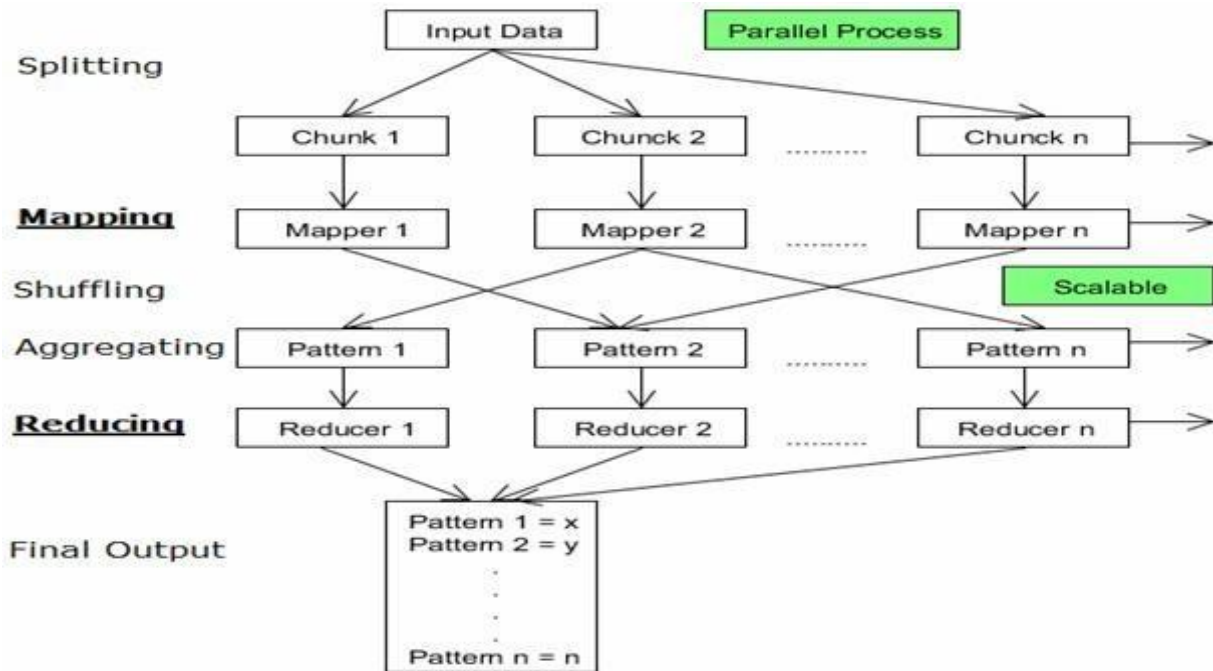 Input Data
Parallel Process
Splitting
Chunk 1
Chunck 2
..........
Chunck n
Mapping
Mapper 1
Mapper 2
..........
Mapper n
Shuffling
Scalable
Aggregating
Pattern 1
Pattern 2
..........
Pattern n
Reducing
Reducer 1
Reducer 2
..........
Reducer n
Final Output
Pattern 1 = x
Pattern 2 = y
.
.
.
.
Pattern n = n